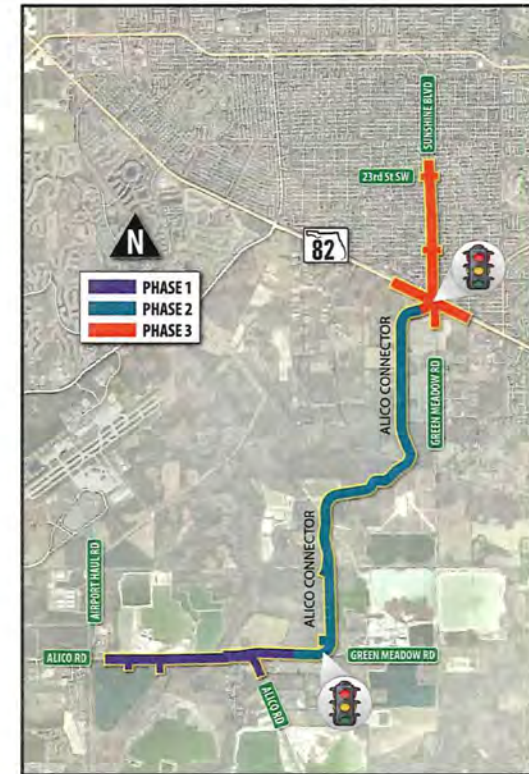 SUNSHINE BLVD
23rd St SW
N
82
PHASE 1
PHASE 2
PHASE 3
ALICO CONNECTOR
GREEN MEADOW RD
ALICO CONNECTOR
AIRPORT HAUL RD
ALICO RD
GREEN MEADOW RD
ALICO RD